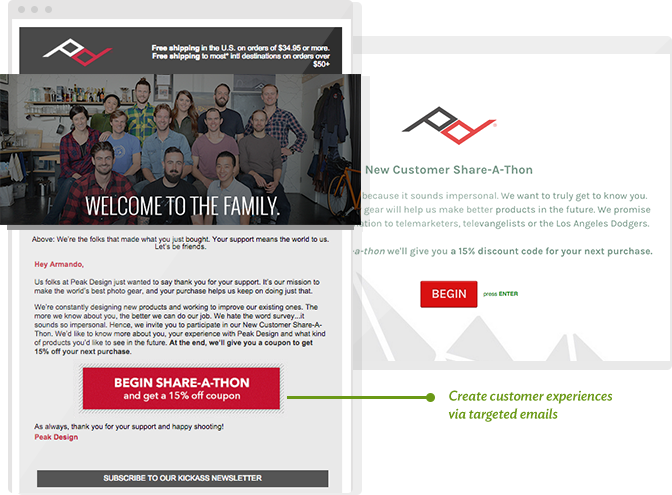 Free shipping in the U.S. on orders of $34.95 or more.
Free shipping to most* intl destinations on orders over
$50+
WELCOME TO THE FAMILY.
Above: We're the folks that made what you just bought. Your support means the world to us.
Let's be friends.
Hey Armando,
Us folks at Peak Design just wanted to say thank you for your support. It's our mission to
make the world's best photo gear, and your purchase helps us keep on doing just that.
We're constantly designing new products and working to improve our existing ones. The
more we know about you, the better we can do our job. We hate the word survey...it
sounds so impersonal. Hence, we invite you to participate in our New Customer Share-A-
Thon. We'd like to know more about you, your experience with Peak Design and what kind
of products you'd like to see in the future. At the end, we'll give you a coupon to get
15% off your next purchase.
BEGIN SHARE-A-THON
and get a 15% off coupon
As always, thank you for your support and happy shooting!
Peak Design
SUBSCRIBE TO OUR KICKASS NEWSLETTER
New Customer Share-A-Thon
because it sounds impersonal. We want to truly get to know you.
gear will help us make better products in the future. We promise
ation to telemarketers, televangelists or the Los Angeles Dodgers.
e-a-thon we'll give you a 15% discount code for your next purchase.
BEGIN
press ENTER
Create customer experiences
via targeted emails